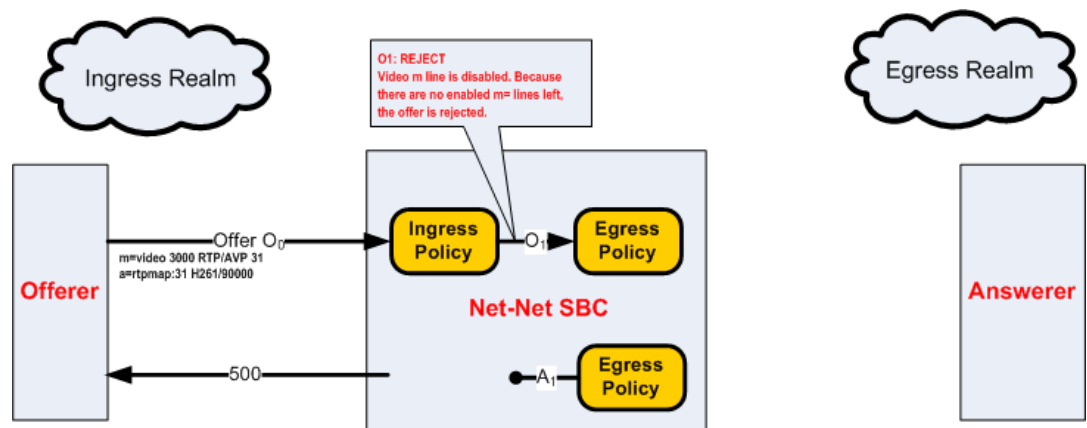 Ingress Realm
Egress Realm
O1: REJECT
Video m line is disabled. Because
there are no enabled m= lines left,
the offer is rejected.
Offerer
Offer O₀
m=video 3000 RTP/AVP 31
a=rtpmap:31 H261/90000
Ingress
Policy
O₁
Egress
Policy
Net-Net SBC
Answerer
500
A₁
Egress
Policy